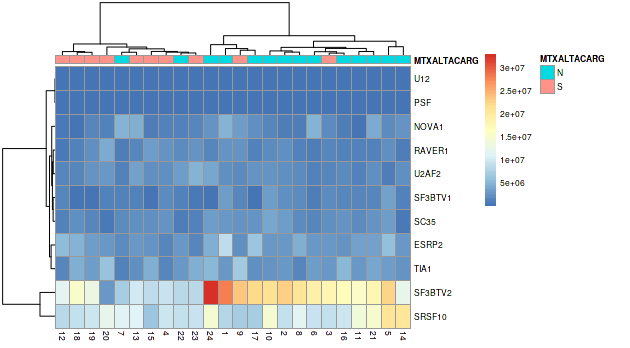 MTXALTACARG
U12
PSF
NOVA1
RAVER1
U2AF2
SF3BTV1
SC35
ESRP2
TIA1
SF3BTV2
SRSF10
12 18 19 20 7 13 15 4 22 23 24 1 9 17 10 2 8 6 3 16 11 21 5 14
3e+07
2.5e+07
2e+07
1.5e+07
1e+07
5e+06
MTXALTACARG
N
S